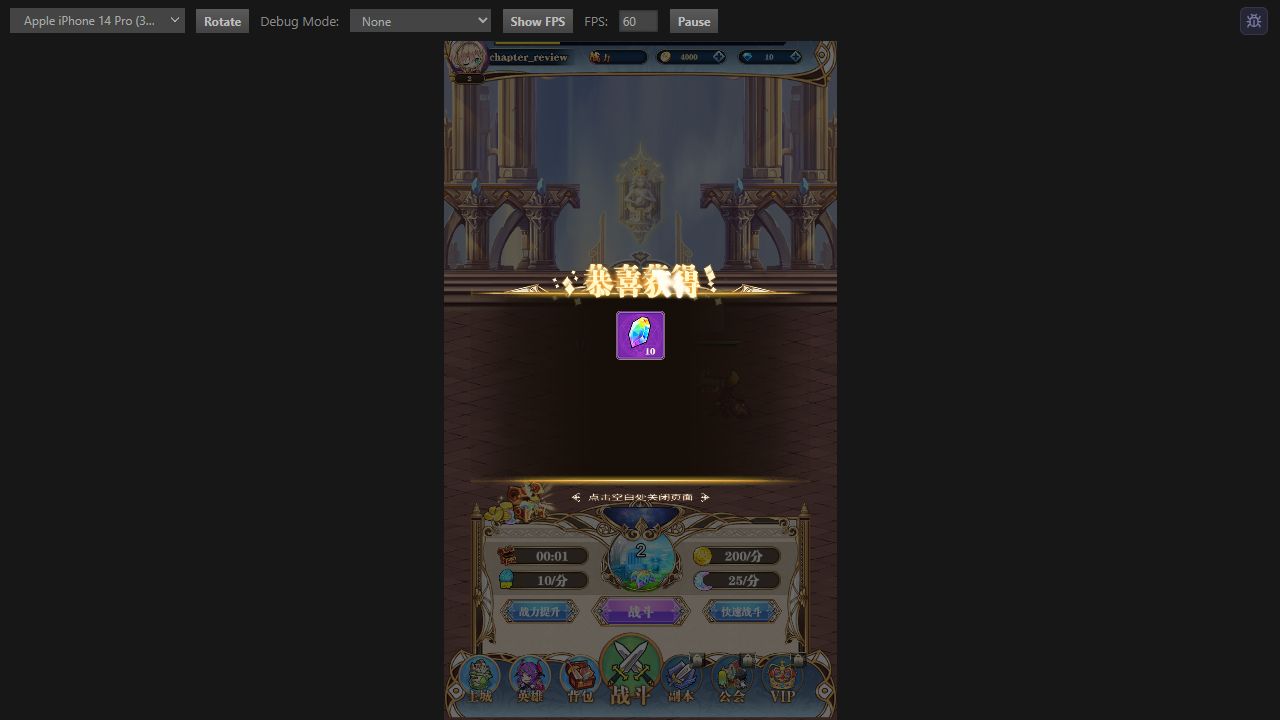 Apple iPhone 14 Pro (3...
Rotate
Debug Mode:
None
Show FPS
FPS:
60
Pause
chapter_review
战力
4000
10
2
恭喜获得!
10
点击空白处关闭页面
00:01
2
200/分
10/分
25/分
战力提升
战斗
快速战斗
主城
英雄
背包
战斗
副本
公会
VIP